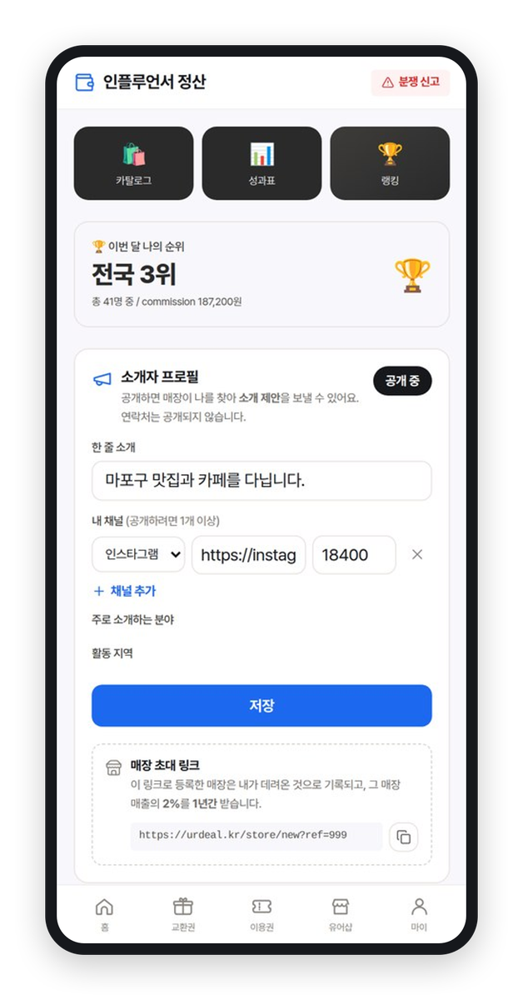 인플루언서 정산
분쟁 신고
카탈로그
성과표
랭킹
이번 달 나의 순위
전국 3위
총 41명 중 / commission 187,200원
소개자 프로필
공개 중
공개하면 매장이 나를 찾아 소개 제안을 보낼 수 있어요.
연락처는 공개되지 않습니다.
한 줄 소개
마포구 맛집과 카페를 다닙니다.
내 채널 (공개하려면 1개 이상)
인스타그램 https://instag 18400
+ 채널 추가
주로 소개하는 분야
활동 지역
저장
매장 초대 링크
이 링크로 등록한 매장은 내가 데려온 것으로 기록되고, 그 매장
매출의 2%를 1년간 받습니다.
https://urdeal.kr/store/new?ref=999
홈
교환권
이용권
유어샵
마이